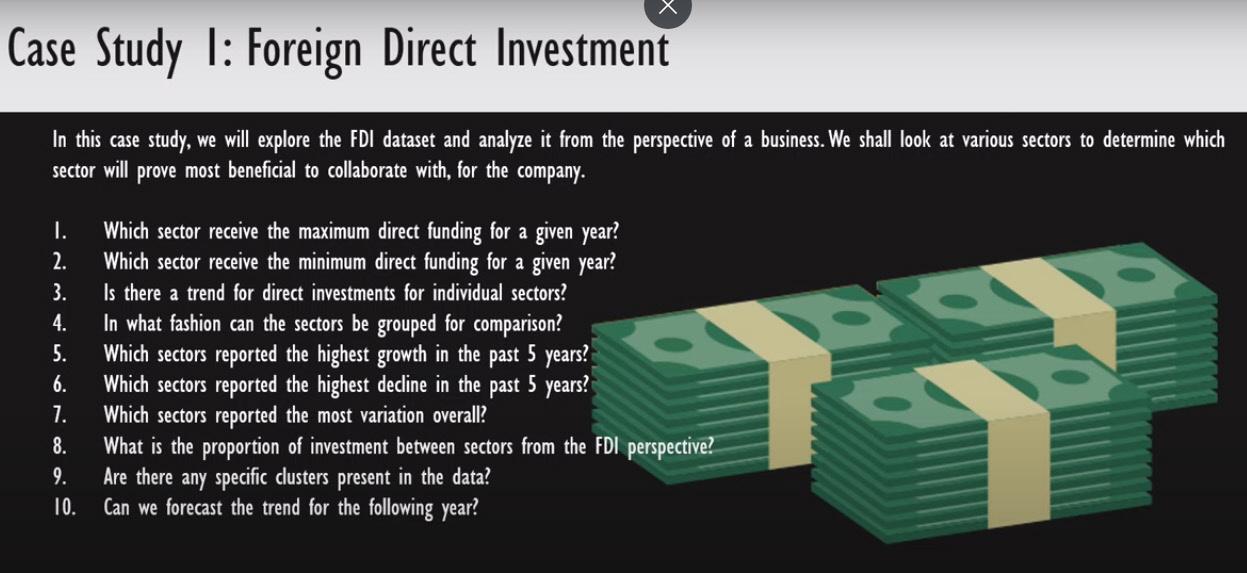 Case Study 1: Foreign Direct Investment
In this case study, we will explore the FDI dataset and analyze it from the perspective of a business. We shall look at various sectors to determine which
sector will prove most beneficial to collaborate with, for the company.
1. Which sector receive the maximum direct funding for a given year?
2. Which sector receive the minimum direct funding for a given year?
3. Is there a trend for direct investments for individual sectors?
4. In what fashion can the sectors be grouped for comparison?
5. Which sectors reported the highest growth in the past 5 years?
6. Which sectors reported the highest decline in the past 5 years?
7. Which sectors reported the most variation overall?
8. What is the proportion of investment between sectors from the FDI perspective?
9. Are there any specific clusters present in the data?
10. Can we forecast the trend for the following year?